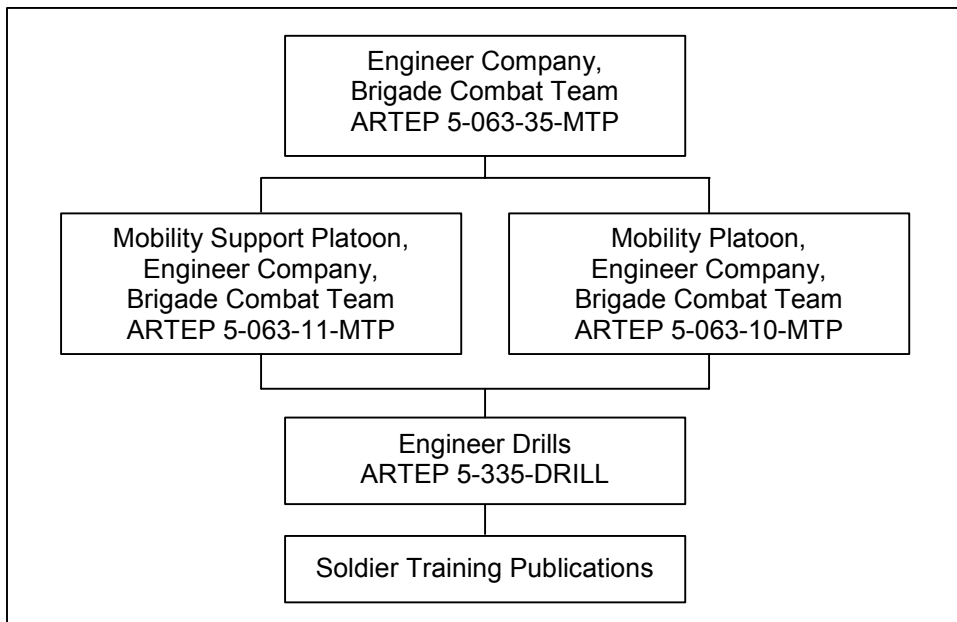 Engineer Company,
Brigade Combat Team
ARTEP 5-063-35-MTP
Mobility Support Platoon,
Engineer Company,
Brigade Combat Team
ARTEP 5-063-11-MTP
Mobility Platoon,
Engineer Company,
Brigade Combat Team
ARTEP 5-063-10-MTP
Engineer Drills
ARTEP 5-335-DRILL
Soldier Training Publications